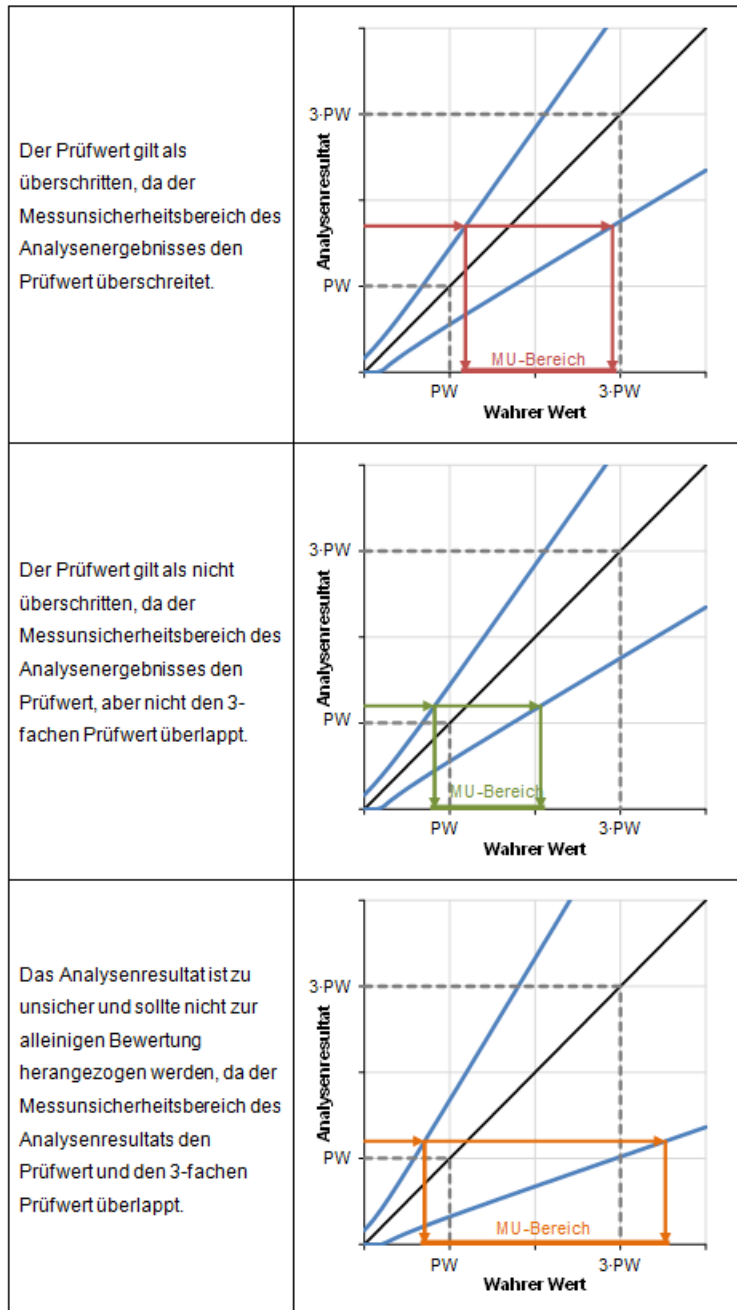 Der Prüfwert gilt als
überschritten, da der
Messunsicherheitsbereich des
Analysenergebnisses den
Prüfwert überschreitet.
Analysenresultat
3·PW
PW
MU-Bereich
PW
3·PW
Wahrer Wert
Der Prüfwert gilt als nicht
überschritten, da der
Messunsicherheitsbereich des
Analysenergebnisses den
Prüfwert, aber nicht den 3-
fachen Prüfwert überlappt.
Analysenresultat
3·PW
PW
MU-Bereich
PW
3·PW
Wahrer Wert
Das Analysenresultat ist zu
unsicher und sollte nicht zur
alleinigen Bewertung
herangezogen werden, da der
Messunsicherheitsbereich des
Analysenresultats den
Prüfwert und den 3-fachen
Prüfwert überlappt.
Analysenresultat
3·PW
PW
MU-Bereich
PW
3·PW
Wahrer Wert